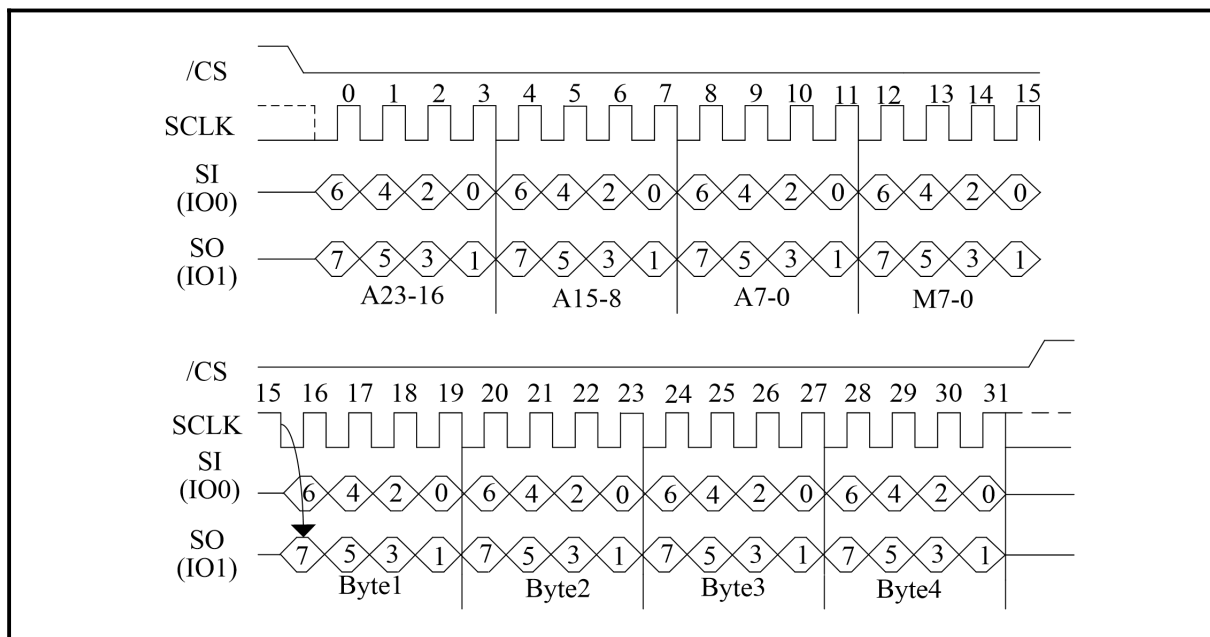 /CS
0 1 2 3 4 5 6 7 8 9 10 11 12 13 14 15
SCLK
SI
(IO0)
6 4 2 0 6 4 2 0 6 4 2 0 6 4 2 0
SO
(IO1)
7 5 3 1 7 5 3 1 7 5 3 1 7 5 3 1
A23-16 A15-8 A7-0 M7-0
/CS
15 16 17 18 19 20 21 22 23 24 25 26 27 28 29 30 31
SCLK
SI
(IO0)
6 4 2 0 6 4 2 0 6 4 2 0 6 4 2 0
SO
(IO1)
7 5 3 1 7 5 3 1 7 5 3 1 7 5 3 1
Byte1 Byte2 Byte3 Byte4